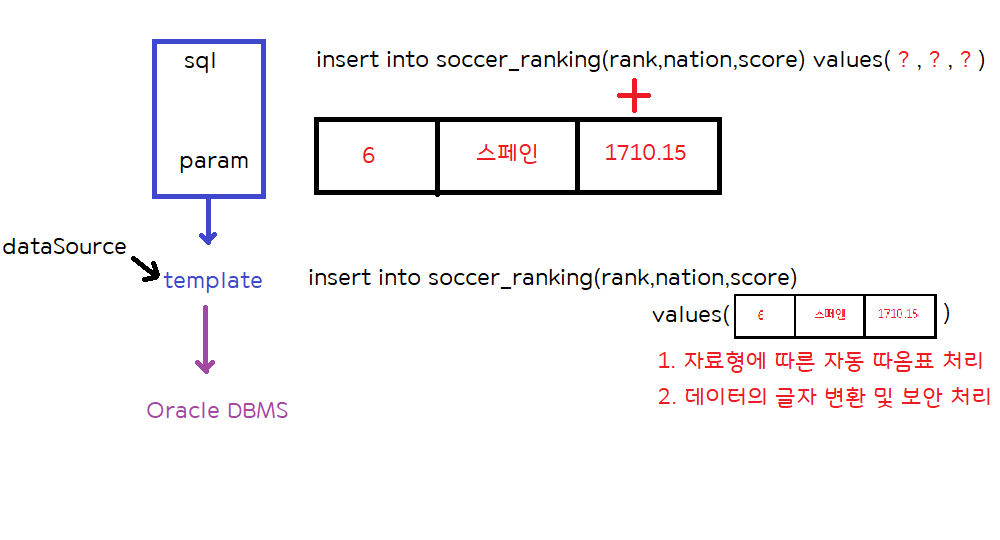 sql
insert into soccer_ranking(rank,nation,score) values( ? , ? , ? )
param
6
스페인
1710.15
dataSource
template
insert into soccer_ranking(rank,nation,score)
values( 6 스페인 1710.15 )
1. 자료형에 따른 자동 따옴표 처리
2. 데이터의 글자 변환 및 보안 처리
Oracle DBMS